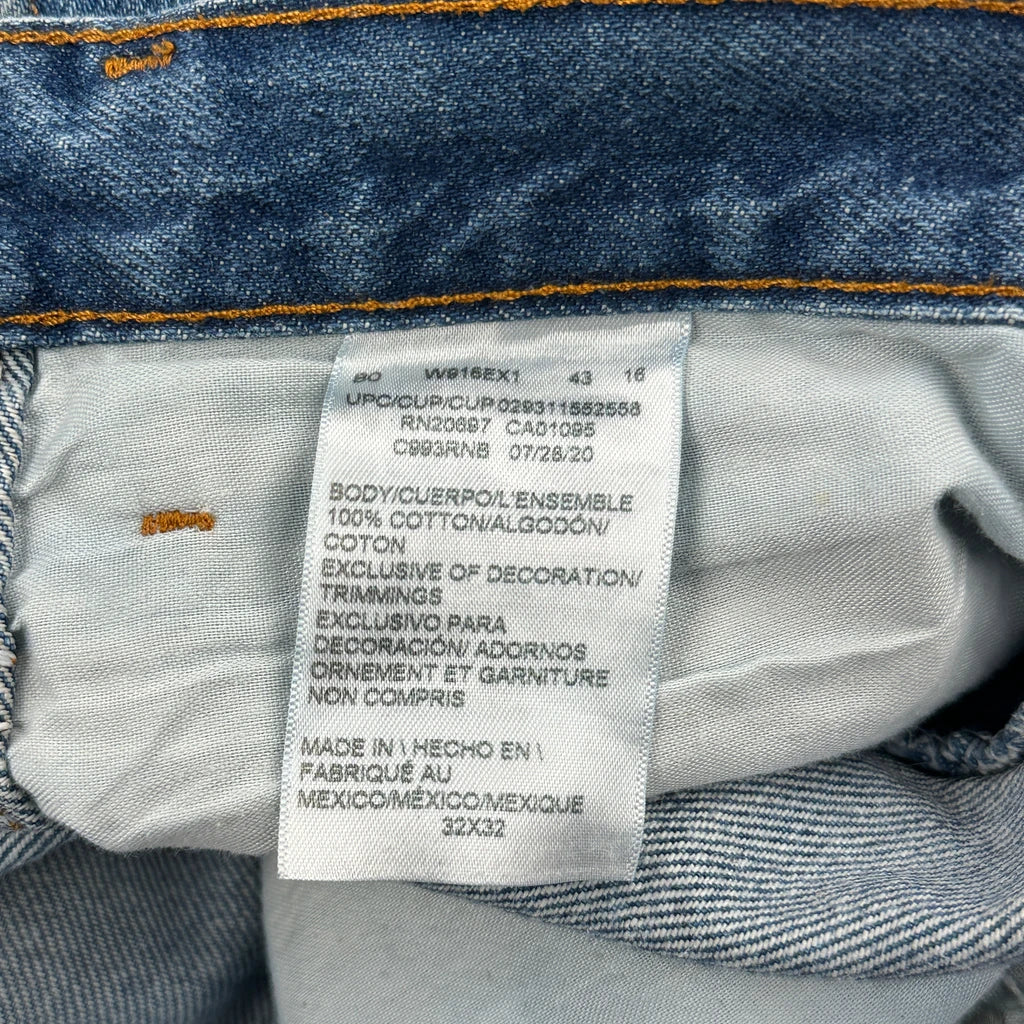 BO W916EX1 43 16
UPC/CUP/CUP 029311552558
RN20697 CA01095
C993RNB 07/28/20
BODY/CUERPO/L'ENSEMBLE
100% COTTON/ALGODÓN/
COTON
EXCLUSIVE OF DECORATION/
TRIMMINGS
EXCLUSIVO PARA
DECORACIÓN/ ADORNOS
ORNEMENT ET GARNITURE
NON COMPRIS
MADE IN \ HECHO EN \
FABRIQUÉ AU
MEXICO/MÉXICO/MEXIQUE
32X32